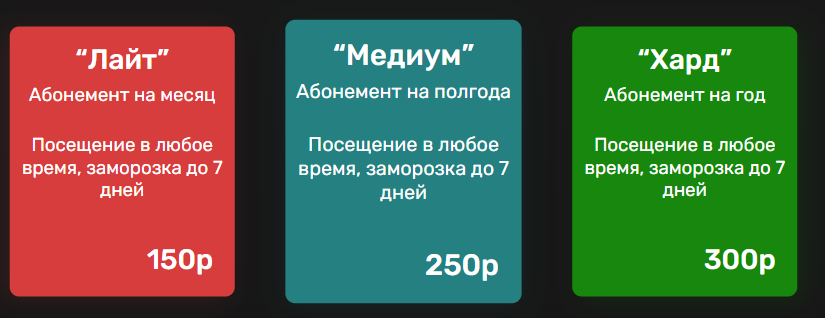 “Лайт”
Абонемент на месяц
Посещение в любое
время, заморозка до 7
дней
150р
“Медиум”
Абонемент на полгода
Посещение в любое
время, заморозка до 7
дней
250р
“Хард”
Абонемент на год
Посещение в любое
время, заморозка до 7
дней
300р